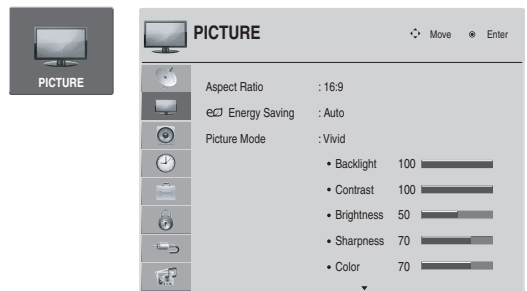 PICTURE
PICTURE
Move Enter
Aspect Ratio : 16:9
Energy Saving : Auto
Picture Mode : Vivid
• Backlight 100
• Contrast 100
• Brightness 50
• Sharpness 70
• Color 70